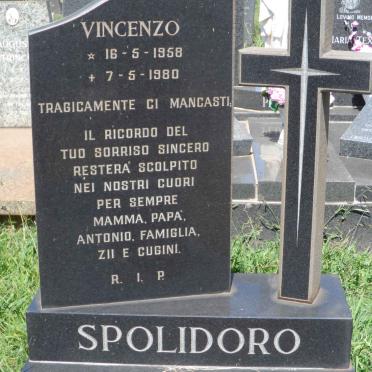 VINCENZO
☆ 16-5-1958
+ 7-5-1980
TRAGICAMENTE CI MANCASTI,
IL RICORDO DEL
TUO SORRISO SINCERO
RESTERA' SCOLPITO
NEI NOSTRI CUORI
PER SEMPRE
MAMMA, PAPA',
ANTONIO, FAMIGLIA,
ZII E CUGINI.
R. I. P.
SPOLIDORO